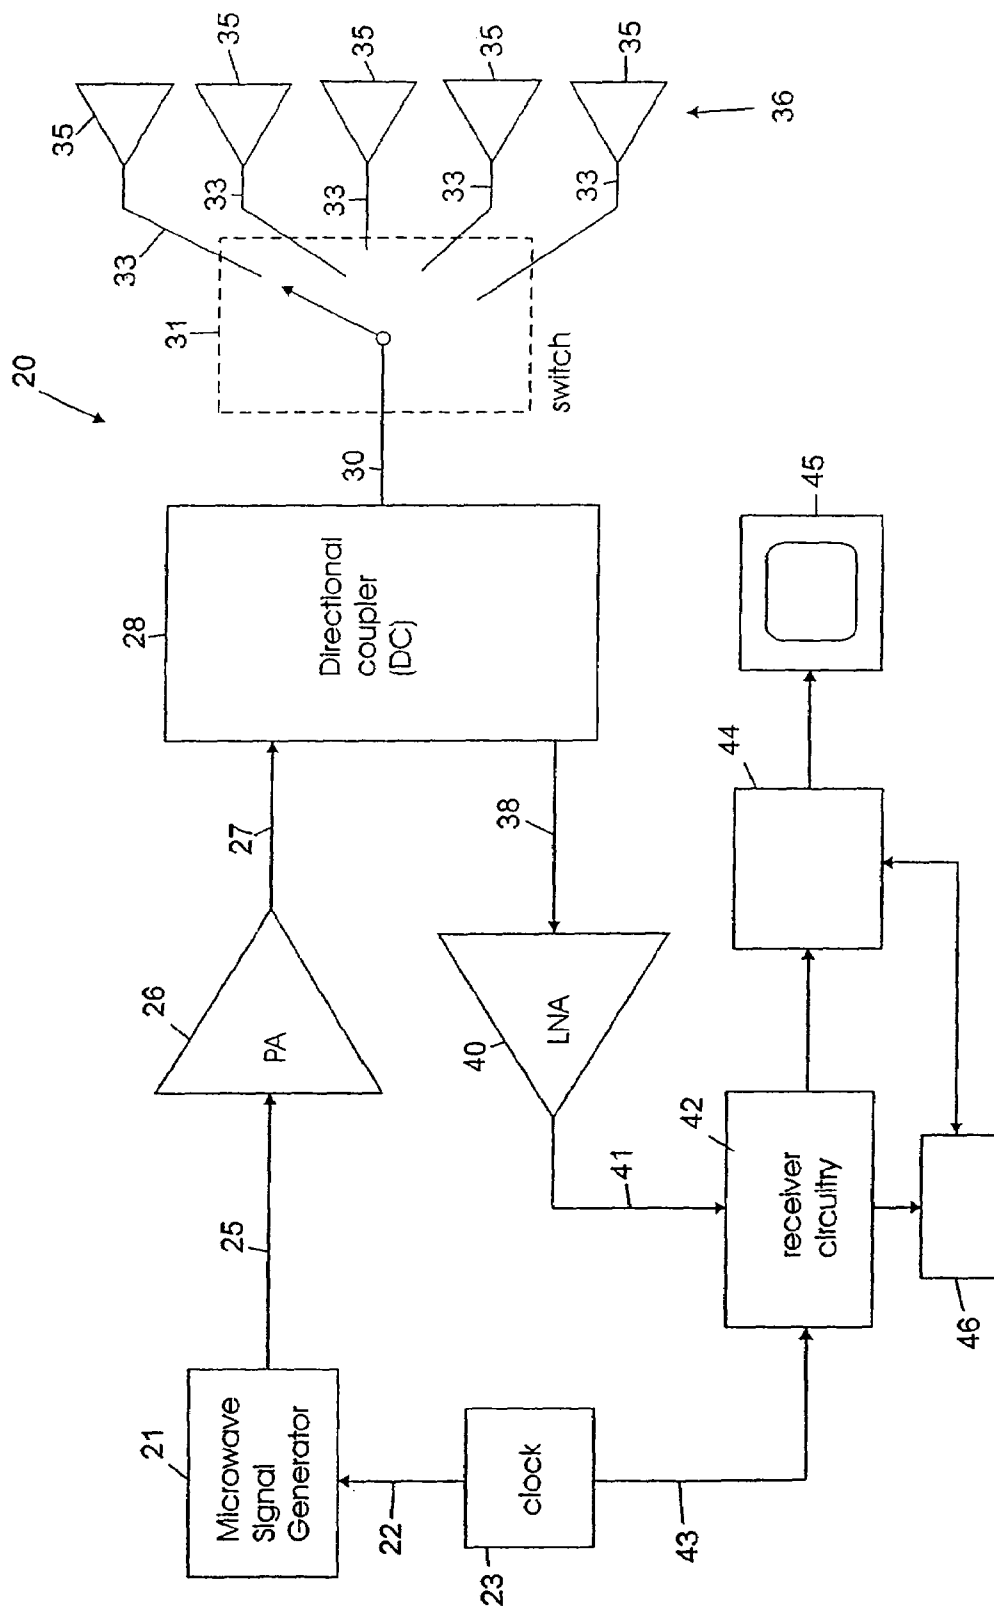 20
21
Microwave
Signal
Generator
22
clock
23
25
26
PA
27
28
Directional
coupler
(DC)
30
31
switch
33
33
33
33
33
35
35
35
35
35
35
36
38
40
LNA
41
42
receiver
circuitry
43
44
45
46